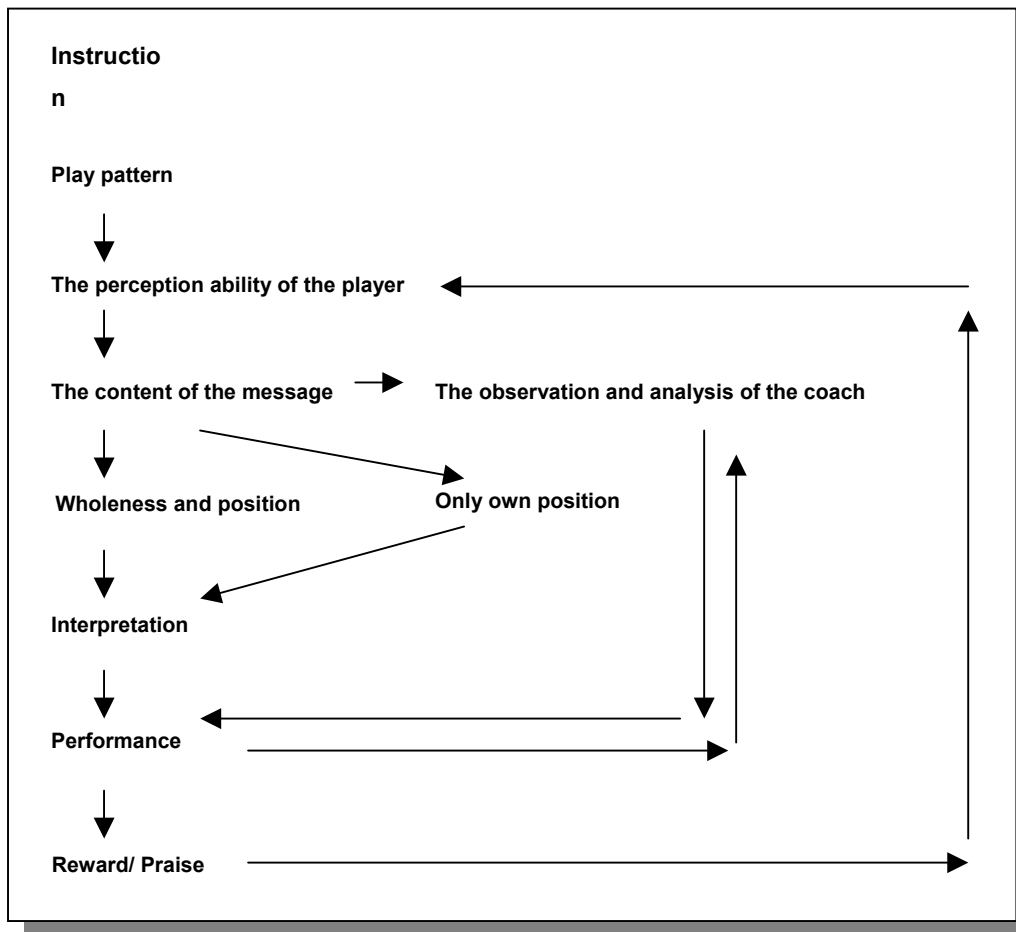 Instructio
n
Play pattern
The perception ability of the player
The content of the message
The observation and analysis of the coach
Wholeness and position
Only own position
Interpretation
Performance
Reward/ Praise